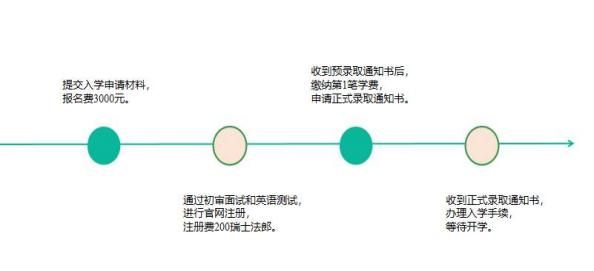 提交入学申请材料，
报名费3000元。
通过初审面试和英语测试，
进行官网注册，
注册费200瑞士法郎。
收到预录取通知书后，
缴纳第1笔学费，
申请正式录取通知书。
收到正式录取通知书，
办理入学手续，
等待开学。